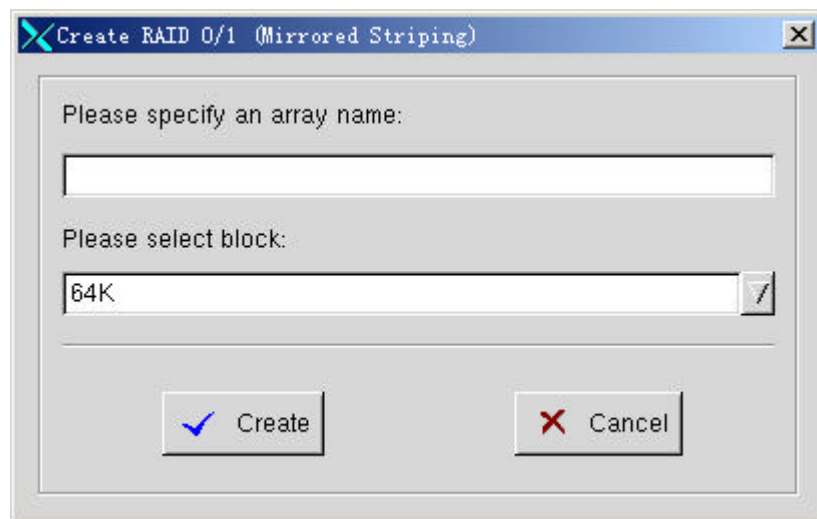 Create RAID 0/1 (Mirrored Striping)
Please specify an array name:
Please select block:
64K
Create
Cancel